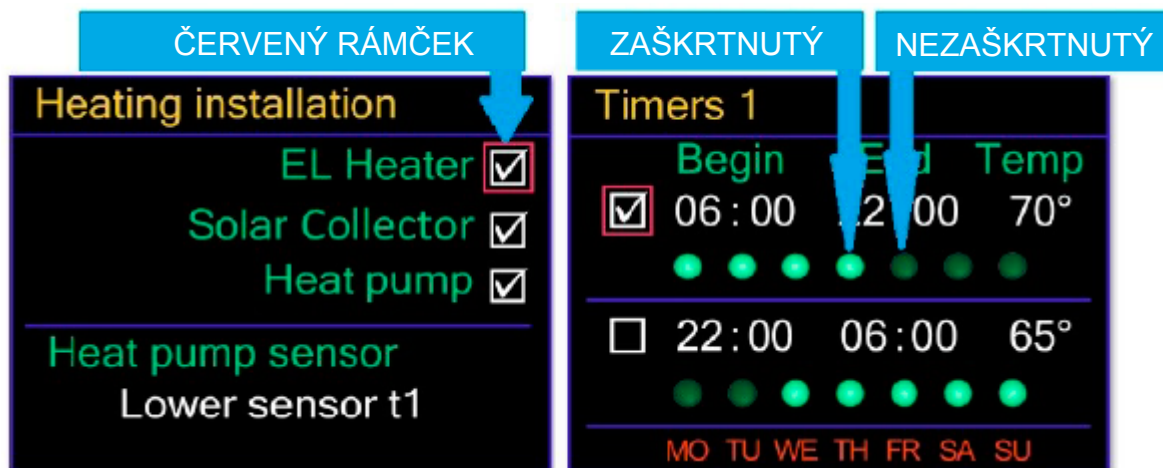 ČERVENÝ RÁMČEK
Heating installation
EL Heater
Solar Collector
Heat pump
Heat pump sensor
Lower sensor t1
ZAŠKRTNUTÝ
NEZAŠKRTNUTÝ
Timers 1
Begin Temp
06:00 70°
22:00 06:00 65°
MO TU WE TH FR SA SU